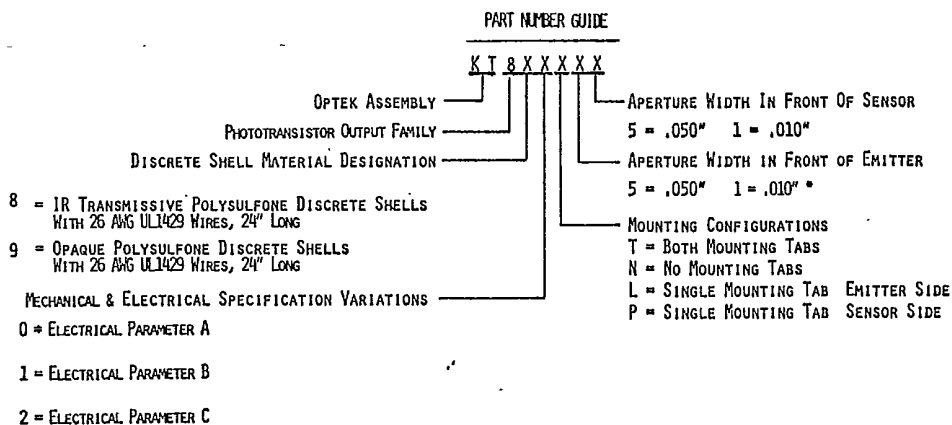 PART NUMBER GUIDE
K T 8 X X X X X
OPTEK ASSEMBLY
PHOTOTRANSISTOR OUTPUT FAMILY
DISCRETE SHELL MATERIAL DESIGNATION
8 = IR TRANSMISSIVE POLYSULFONE DISCRETE SHELLS
WITH 26 AWG UL1429 WIRES, 24" LONG
9 = OPAQUE POLYSULFONE DISCRETE SHELLS
WITH 26 AWG UL1429 WIRES, 24" LONG
MECHANICAL & ELECTRICAL SPECIFICATION VARIATIONS
0 = ELECTRICAL PARAMETER A
1 = ELECTRICAL PARAMETER B
2 = ELECTRICAL PARAMETER C
APERTURE WIDTH IN FRONT OF SENSOR
5 = .050" 1 = .010"
APERTURE WIDTH IN FRONT OF EMITTER
5 = .050" 1 = .010" *
MOUNTING CONFIGURATIONS
T = BOTH MOUNTING TABS
N = NO MOUNTING TABS
L = SINGLE MOUNTING TAB EMITTER SIDE
P = SINGLE MOUNTING TAB SENSOR SIDE